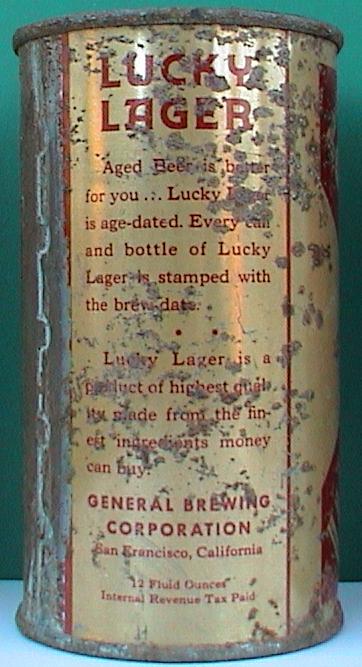 LUCKY
LAGER
Aged Beer is better
for you ... Lucky Lager
is age-dated. Every can
and bottle of Lucky
Lager is stamped with
the brew date.
Lucky Lager is a
product of highest qual-
ity made from the fin-
est ingredients money
can buy.
GENERAL BREWING
CORPORATION
San Francisco, California
12 Fluid Ounces
Internal Revenue Tax Paid